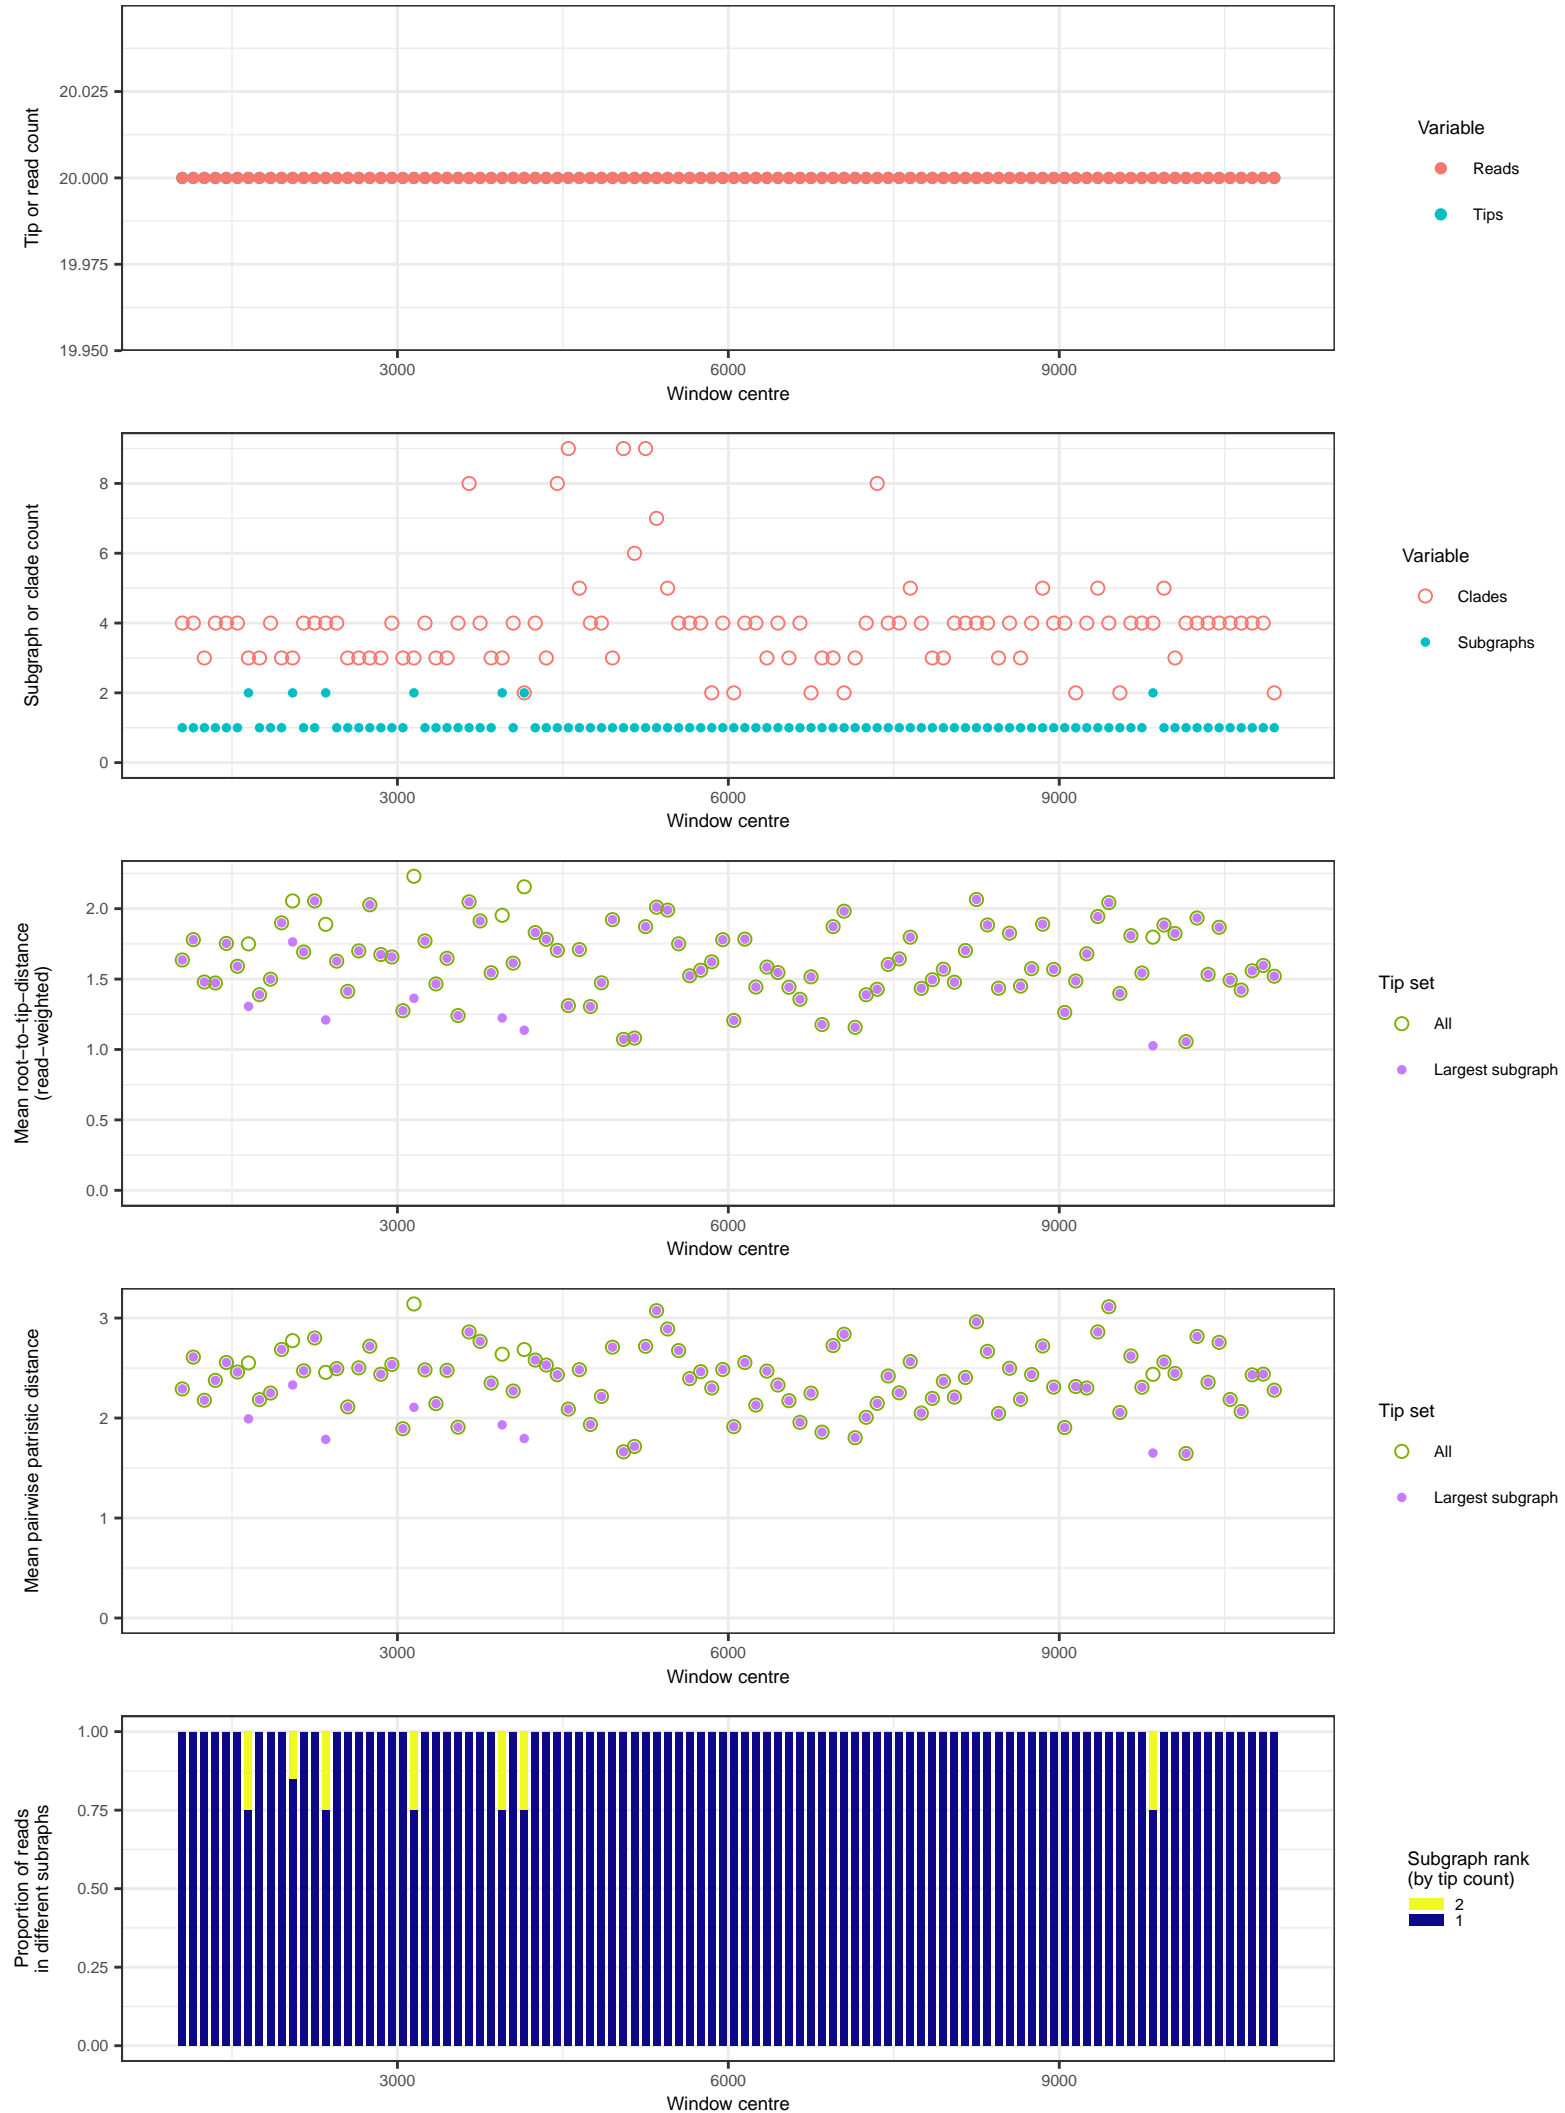 Tip or read count
20.025
20.000
19.975
19.950
3000
6000
9000
Window centre
Variable
Reads
Tips
Subgraph or clade count
8
6
4
2
0
3000
6000
9000
Window centre
Variable
Clades
Subgraphs
Mean root−to−tip−distance
(read−weighted)
2.0
1.5
1.0
0.5
0.0
3000
6000
9000
Window centre
Tip set
All
Largest subgraph
Mean pairwise patristic distance
3
2
1
0
3000
6000
9000
Window centre
Tip set
All
Largest subgraph
Proportion of reads
in different subraphs
1.00
0.75
0.50
0.25
0.00
3000
6000
9000
Window centre
Subgraph rank
(by tip count)
2
1